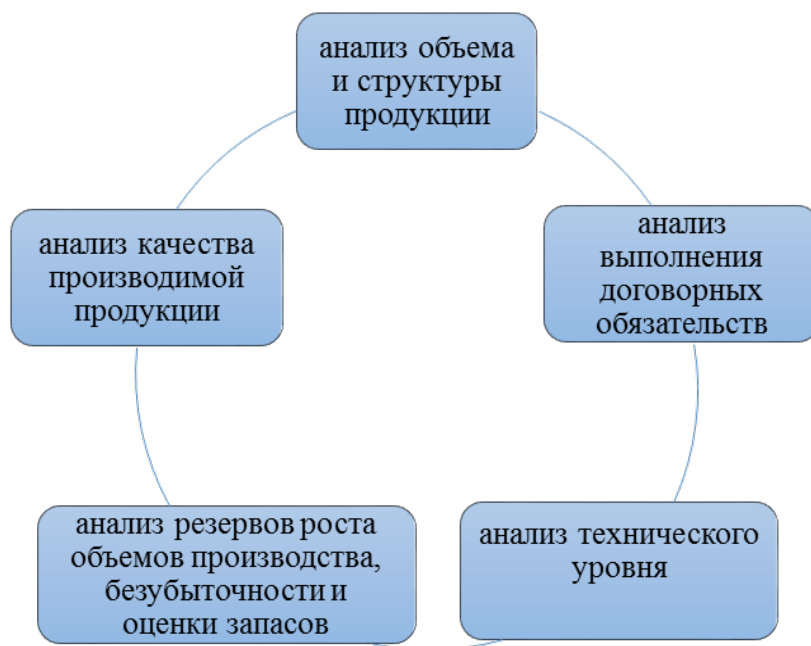 анализ объема
и структуры
продукции
анализ
выполнения
договорных
обязательств
анализ технического
уровня
анализ резервов роста
объемов производства,
безубыточности и
оценки запасов
анализ качества
производимой
продукции